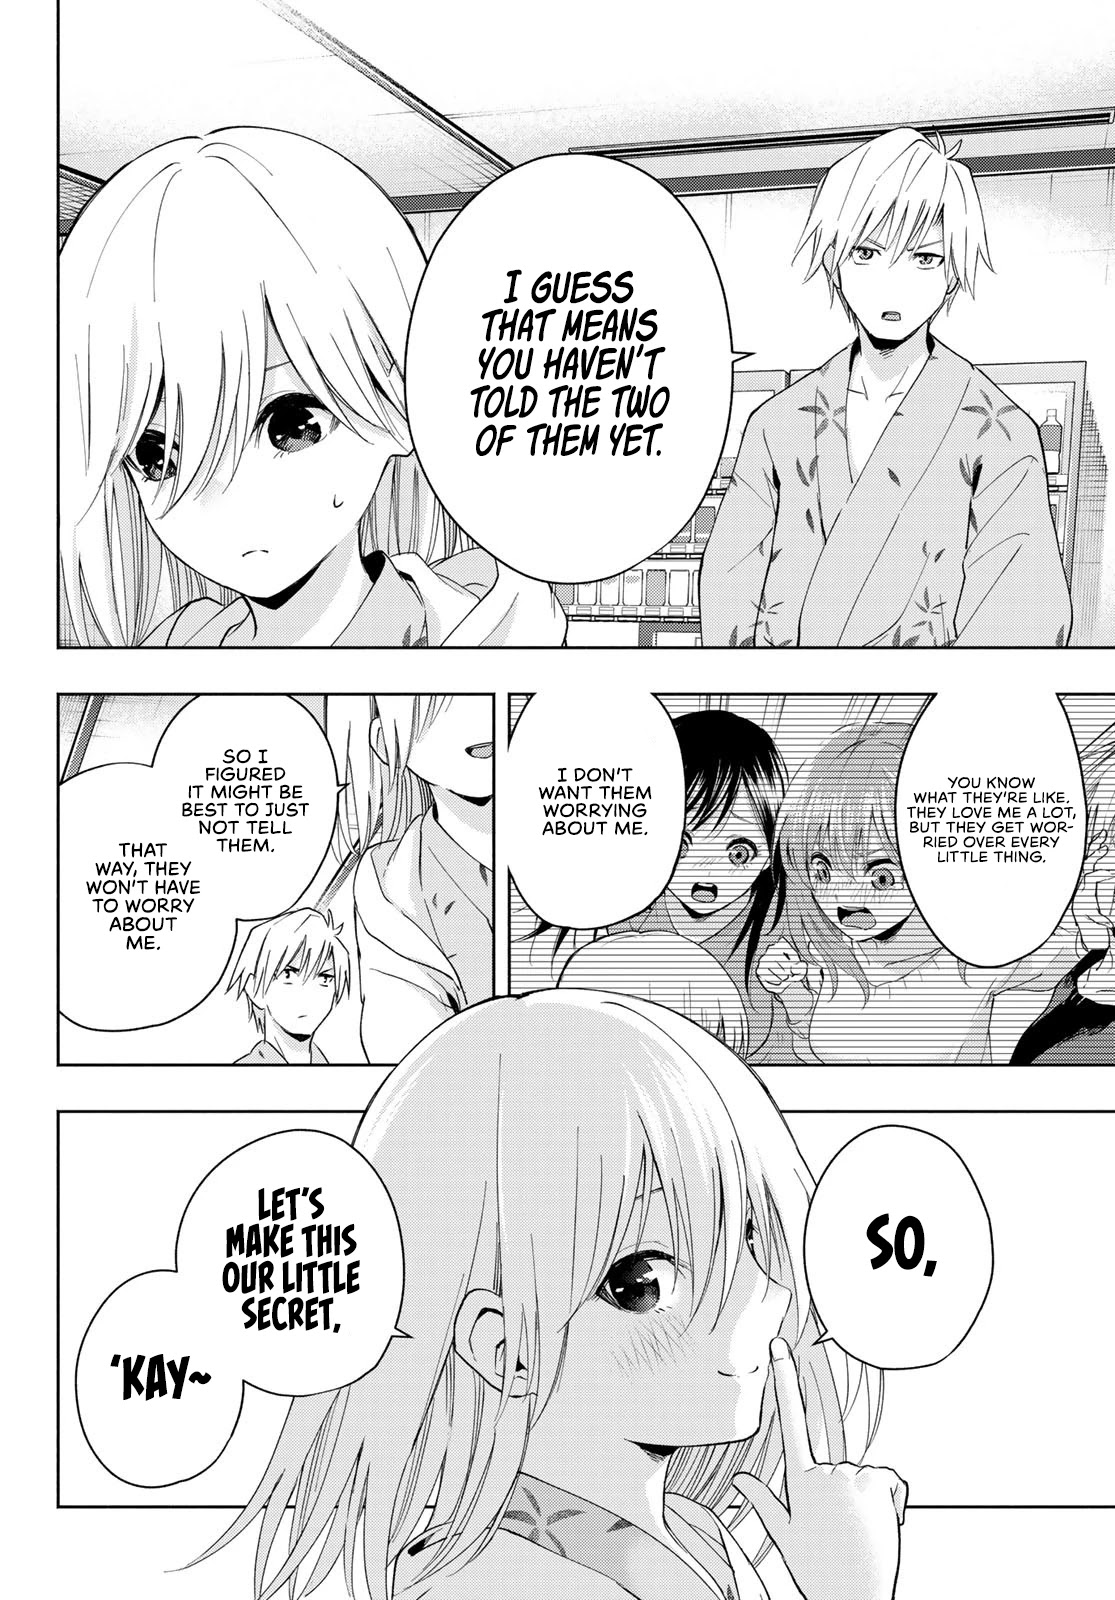 I GUESS
THAT MEANS
YOU HAVEN'T
TOLD THE TWO
OF THEM YET.
YOU KNOW
WHAT THEY'RE LIKE.
THEY LOVE ME A LOT,
BUT THEY GET WOR-
RIED OVER EVERY
LITTLE THING.
I DON'T
WANT THEM
WORRYING
ABOUT ME.
SO I
FIGURED
IT MIGHT BE
BEST TO JUST
NOT TELL
THEM.
THAT
WAY, THEY
WON'T HAVE
TO WORRY
ABOUT
ME.
SO,
LET'S
MAKE THIS
OUR LITTLE
SECRET,
'KAY~